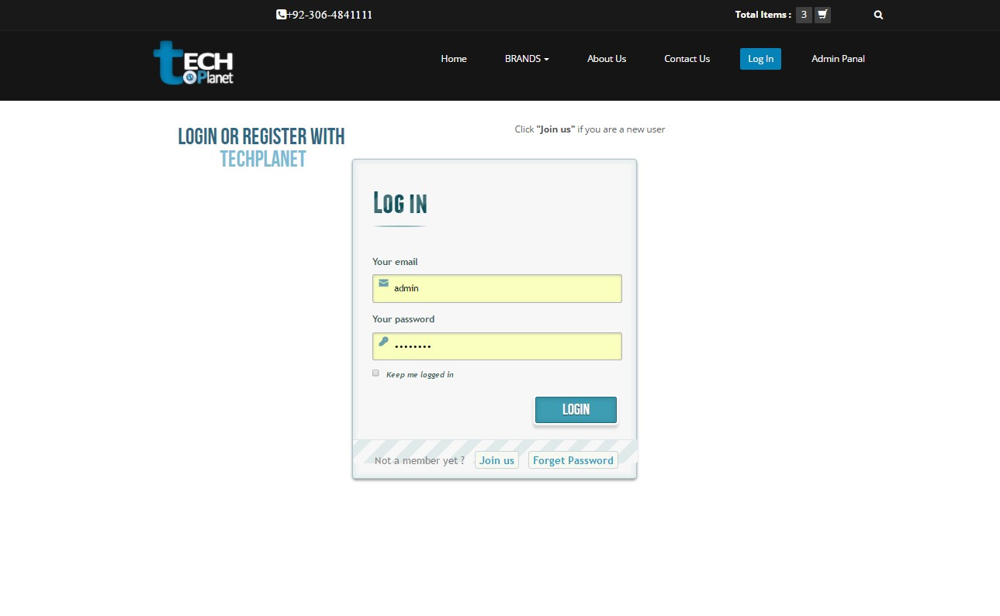 +92-306-4841111
Total Items : 3
tECH
Planet
Home BRANDS About Us Contact Us Log In Admin Panal
LOGIN OR REGISTER WITH
TECHPLANET
Click "Join us" if you are a new user
LOG IN
Your email
admin
Your password
••••••••
Keep me logged in
LOGIN
Not a member yet ? Join us Forget Password